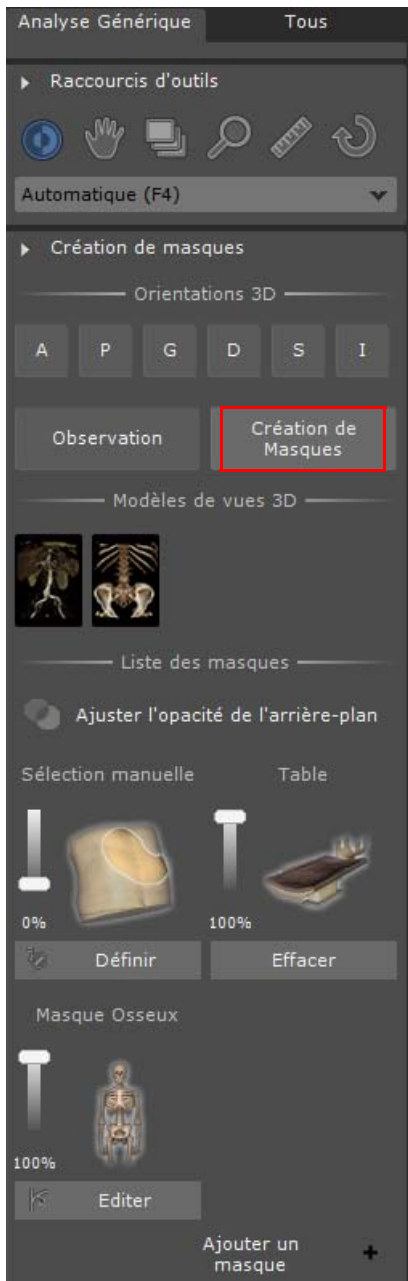 Analyse Générique Tous
Raccourcis d'outils
Automatique (F4)
Création de masques
Orientations 3D
A P G D S I
Observation
Création de
Masques
Modèles de vues 3D
Liste des masques
Ajuster l'opacité de l'arrière-plan
Sélection manuelle Table
0% 100%
Définir Effacer
Masque Osseux
100%
Editer
Ajouter un
masque